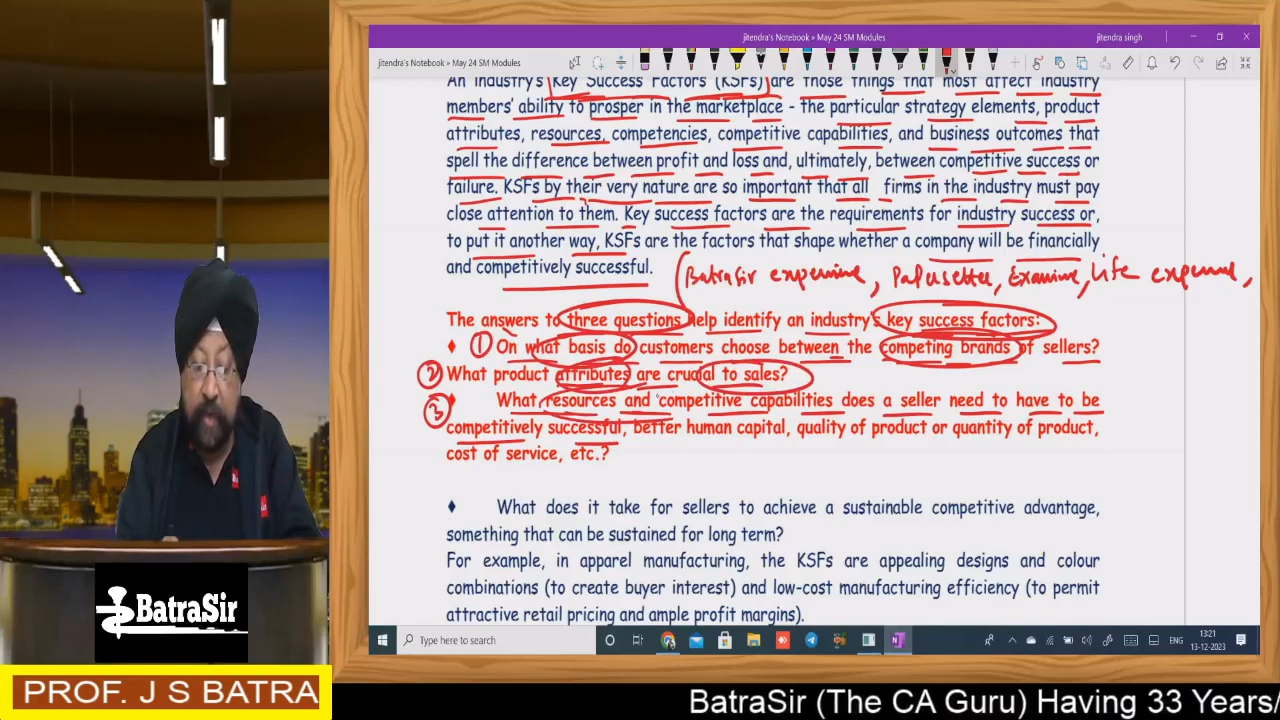 jitendra's Notebook » May 24 SM Modules
jitendra singh
jitendra's Notebook » May 24 SM Modules
An industry's Key Success Factors (KSFs) are those things that most affect industry
members' ability to prosper in the marketplace - the particular strategy elements, product
attributes, resources, competencies, competitive capabilities, and business outcomes that
spell the difference between profit and loss and, ultimately, between competitive success or
failure. KSFs by their very nature are so important that all firms in the industry must pay
close attention to them. Key success factors are the requirements for industry success or,
to put it another way, KSFs are the factors that shape whether a company will be financially
and competitively successful.
BatraSir experience, Papersetter, Examine, Life experience,
The answers to three questions help identify an industry's key success factors:
♦ ① On what basis do customers choose between the competing brands of sellers?
② What product attributes are crucial to sales?
③ ♦ What resources and competitive capabilities does a seller need to have to be
competitively successful, better human capital, quality of product or quantity of product,
cost of service, etc.?
♦ What does it take for sellers to achieve a sustainable competitive advantage,
something that can be sustained for long term?
For example, in apparel manufacturing, the KSFs are appealing designs and colour
combinations (to create buyer interest) and low-cost manufacturing efficiency (to permit
attractive retail pricing and ample profit margins).
Type here to search
ENG
13:21
13-12-2023
BatraSir
PROF. J S BATRA
BatraSir (The CA Guru) Having 33 Years/